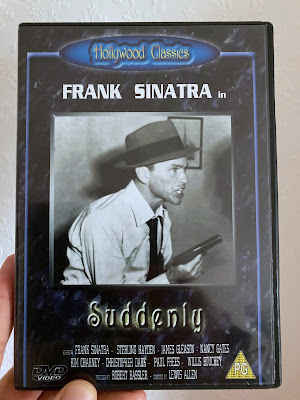 Hollywood Classics
FRANK SINATRA in
Suddenly
STARRING FRANK SINATRA - STERLING HAYDEN - JAMES GLEASON - NANCY GATES
KIM CHARNEY - CHRISTOPHER DARK - PAUL FREES - WILLIS BOUCHEY
PRODUCED BY ROBERT BASSLER - DIRECTED BY LEWIS ALLEN
DVD
VIDEO
PG